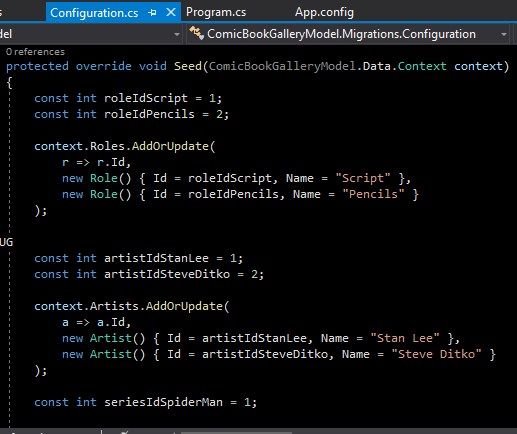 s Configuration.cs Program.cs App.config
del ComicBookGalleryModel.Migrations.Configuration
0 references
protected override void Seed(ComicBookGalleryModel.Data.Context context)
{
const int roleIdScript = 1;
const int roleIdPencils = 2;
context.Roles.AddOrUpdate(
r => r.Id,
new Role() { Id = roleIdScript, Name = "Script" },
new Role() { Id = roleIdPencils, Name = "Pencils" }
);
UG
const int artistIdStanLee = 1;
const int artistIdSteveDitko = 2;
context.Artists.AddOrUpdate(
a => a.Id,
new Artist() { Id = artistIdStanLee, Name = "Stan Lee" },
new Artist() { Id = artistIdSteveDitko, Name = "Steve Ditko" }
);
const int seriesIdSpiderMan = 1;